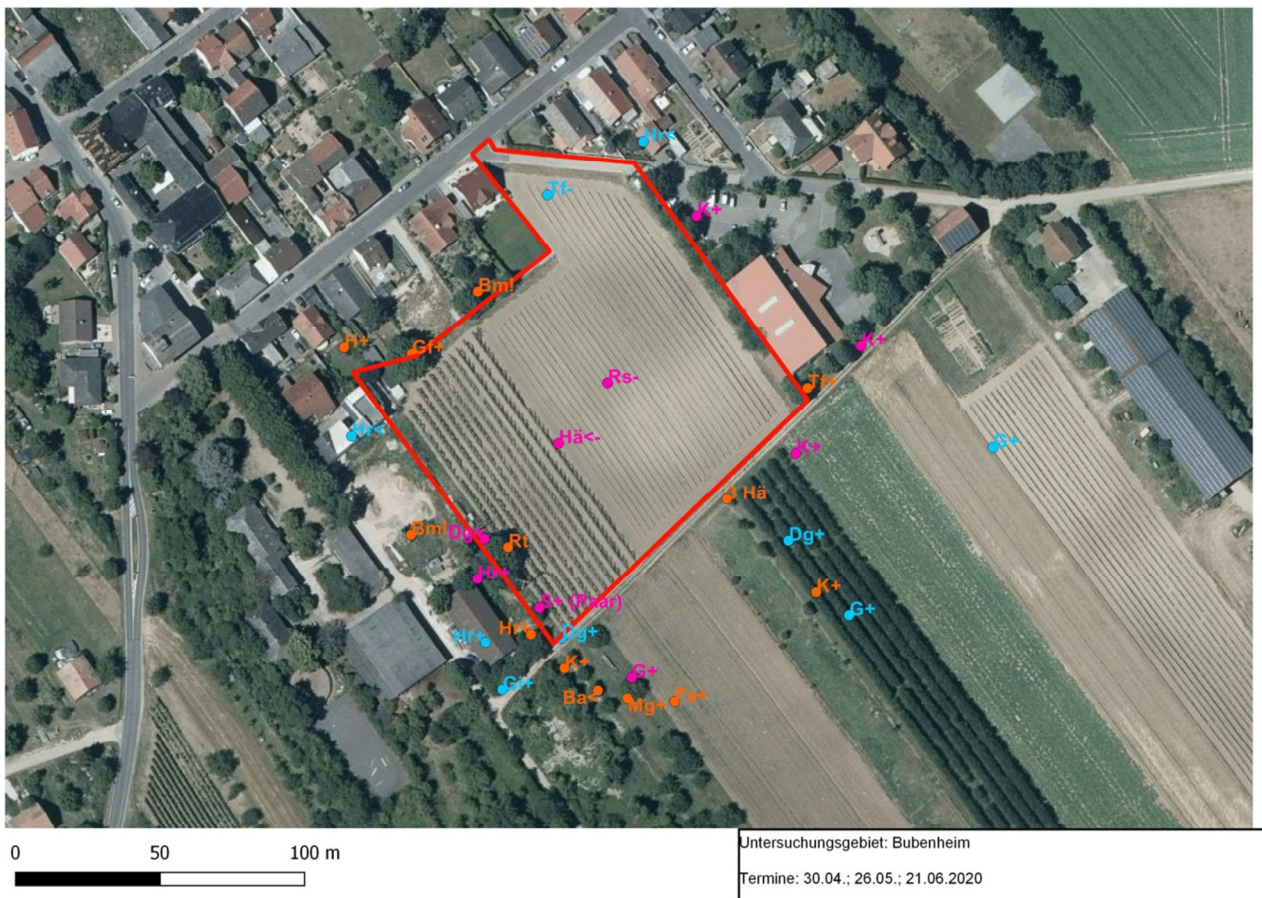 Hr<
Tf-
K+
Bm!
H+
Gf+
K+
Rs-
Tf+
Hr<
Hä<-
K+
G+
3 Hä
Bm!
Dg+
Rt
Dg+
K+
S+ (Paar)
G+
Hr+
Hr+
Dg+
K+
G+
Gi+
Ba<
Mg+
Fa+
0 50 100 m
Untersuchungsgebiet: Bubenheim
Termine: 30.04.; 26.05.; 21.06.2020